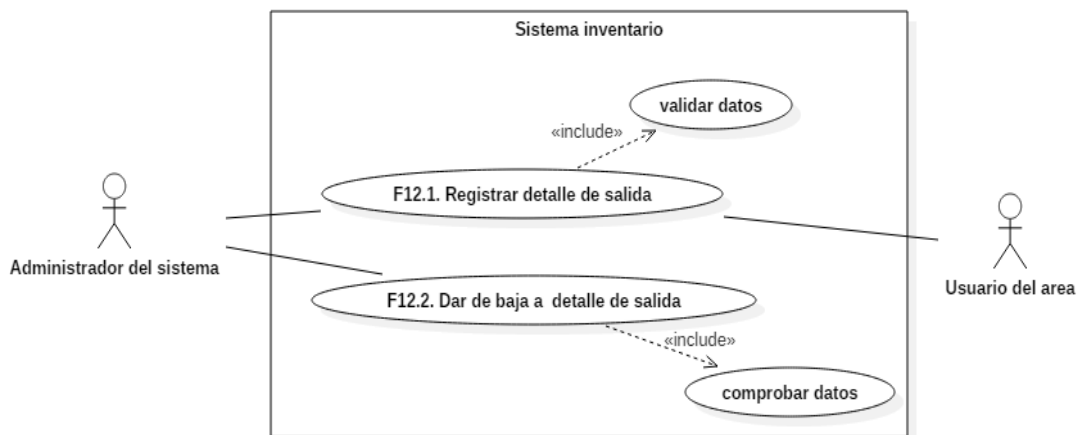 Sistema inventario
validar datos
«include»
F12.1. Registrar detalle de salida
Administrador del sistema
Usuario del area
F12.2. Dar de baja a  detalle de salida
«include»
comprobar datos